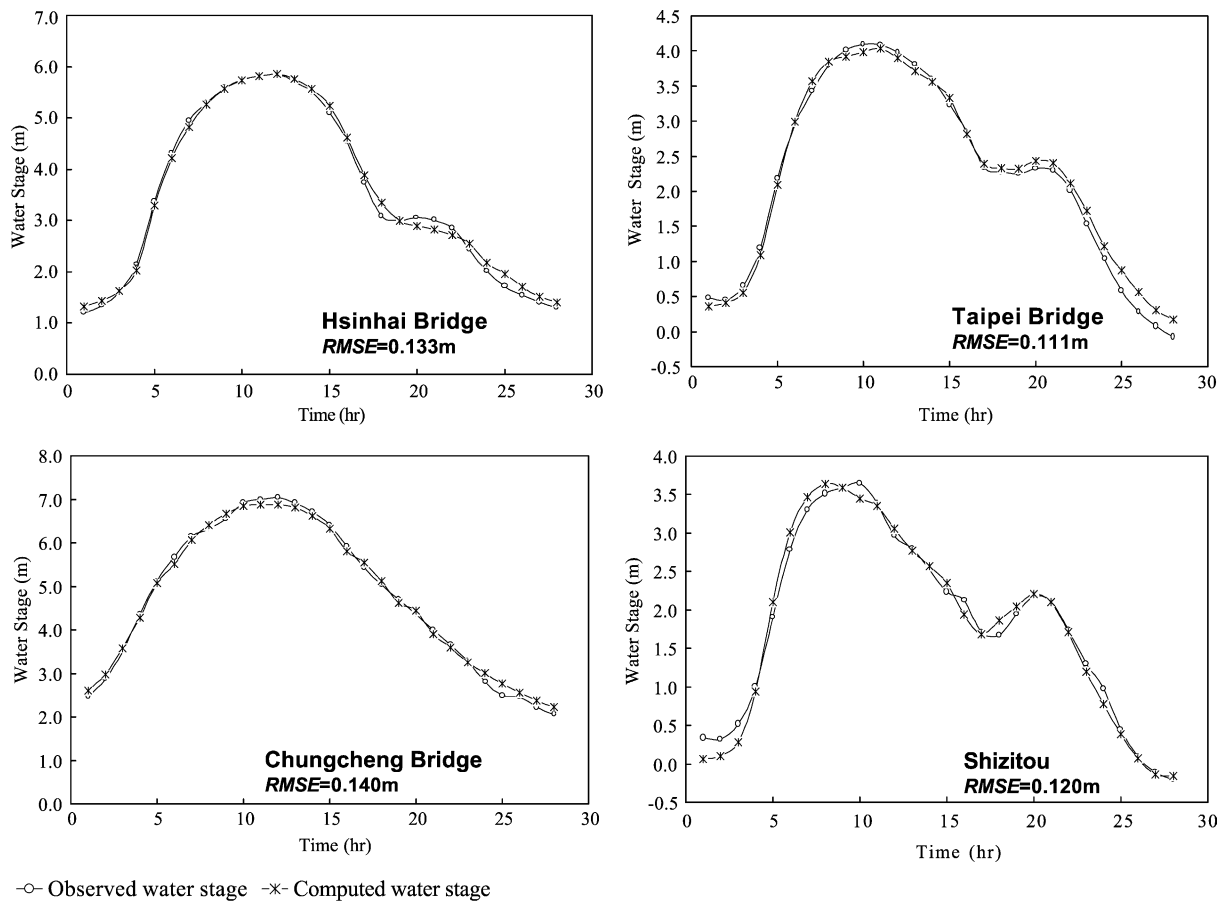 7.0
6.0
5.0
4.0
3.0
2.0
1.0
0.0
Water Stage (m)
Hsinhai Bridge
RMSE=0.133m
0 5 10 15 20 25 30
Time (hr)
4.5
4.0
3.5
3.0
2.5
2.0
1.5
1.0
0.5
0.0
-0.5
Water Stage (m)
Taipei Bridge
RMSE=0.111m
0 5 10 15 20 25 30
Time (hr)
8.0
7.0
6.0
5.0
4.0
3.0
2.0
1.0
0.0
Water Stage (m)
Chungcheng Bridge
RMSE=0.140m
0 5 10 15 20 25 30
Time (hr)
4.0
3.5
3.0
2.5
2.0
1.5
1.0
0.5
0.0
-0.5
Water Stage (m)
Shizitou
RMSE=0.120m
0 5 10 15 20 25 30
Time (hr)
Observed water stage Computed water stage